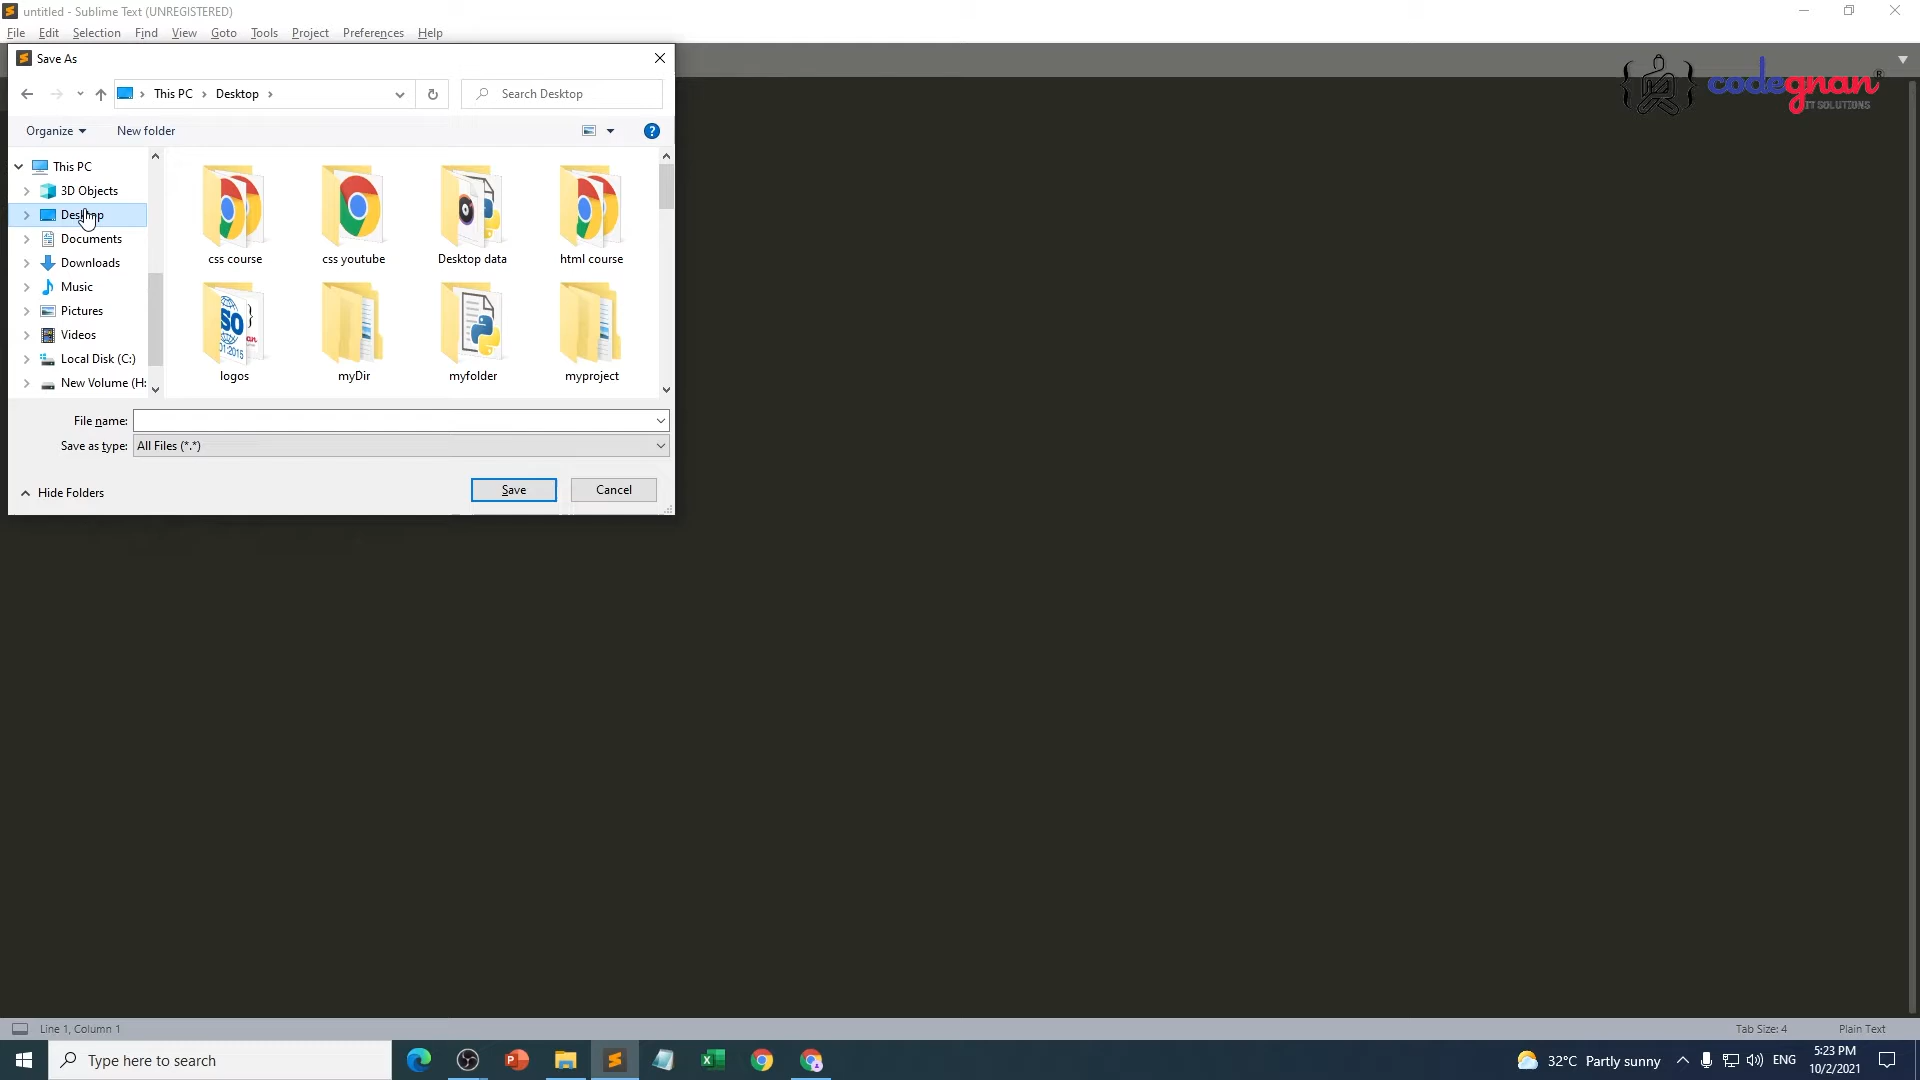 untitled - Sublime Text (UNREGISTERED)
File Edit Selection Find View Goto Tools Project Preferences Help
Save As
This PC Desktop
Search Desktop
Organize New folder
This PC
3D Objects
Desktop
Documents
Downloads
Music
Pictures
Videos
Local Disk (C:)
New Volume (H:
css course css youtube Desktop data html course
logos myDir myfolder myproject
File name:
Save as type: All Files (*.*)
Hide Folders
Save Cancel
codegnan
IT SOLUTIONS
Line 1, Column 1 Tab Size: 4 Plain Text
Type here to search
32°C Partly sunny ENG
5:23 PM
10/2/2021